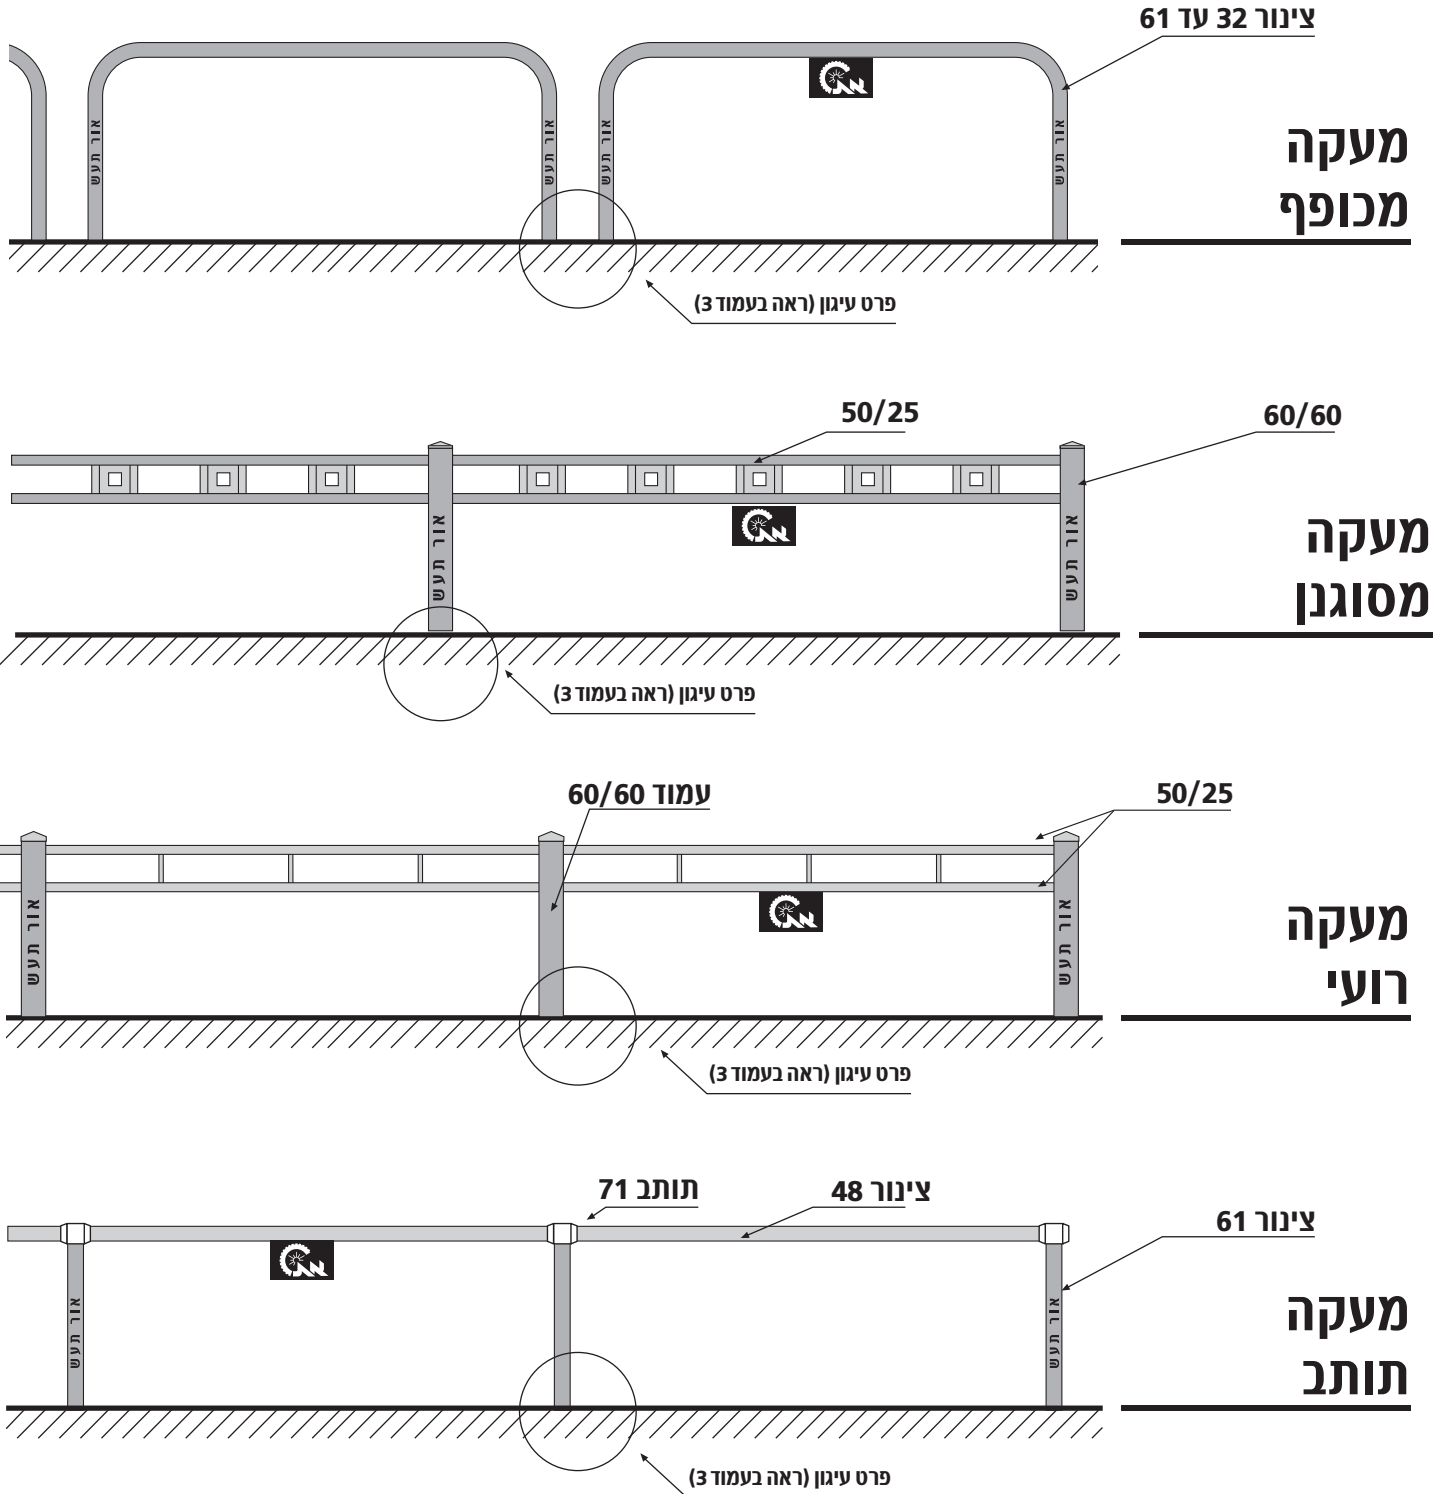 צינור 32 עד 61
אור תעש
אור תעש
אור תעש
אור תעש
מעקה
מכופף
פרט עיגון (ראה בעמוד 3)
50/25
60/60
אור תעש
אור תעש
מעקה
מסוגנן
פרט עיגון (ראה בעמוד 3)
עמוד 60/60
50/25
אור תעש
אור תעש
מעקה
רועי
פרט עיגון (ראה בעמוד 3)
תותב 71
צינור 48
צינור 61
אור תעש
אור תעש
מעקה
תותב
פרט עיגון (ראה בעמוד 3)